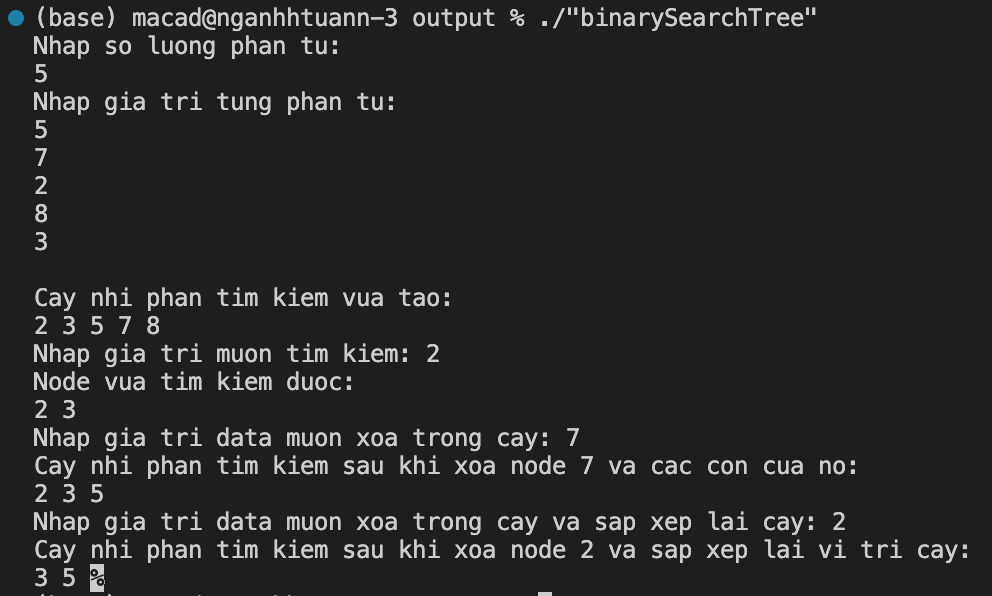 (base) macad@nganhhtuann-3 output % ./"binarySearchTree"
Nhap so luong phan tu:
5
Nhap gia tri tung phan tu:
5
7
2
8
3
Cay nhi phan tim kiem vua tao:
2 3 5 7 8
Nhap gia tri muon tim kiem: 2
Node vua tim kiem duoc:
2 3
Nhap gia tri data muon xoa trong cay: 7
Cay nhi phan tim kiem sau khi xoa node 7 va cac con cua no:
2 3 5
Nhap gia tri data muon xoa trong cay va sap xep lai cay: 2
Cay nhi phan tim kiem sau khi xoa node 2 va sap xep lai vi tri cay:
3 5 %